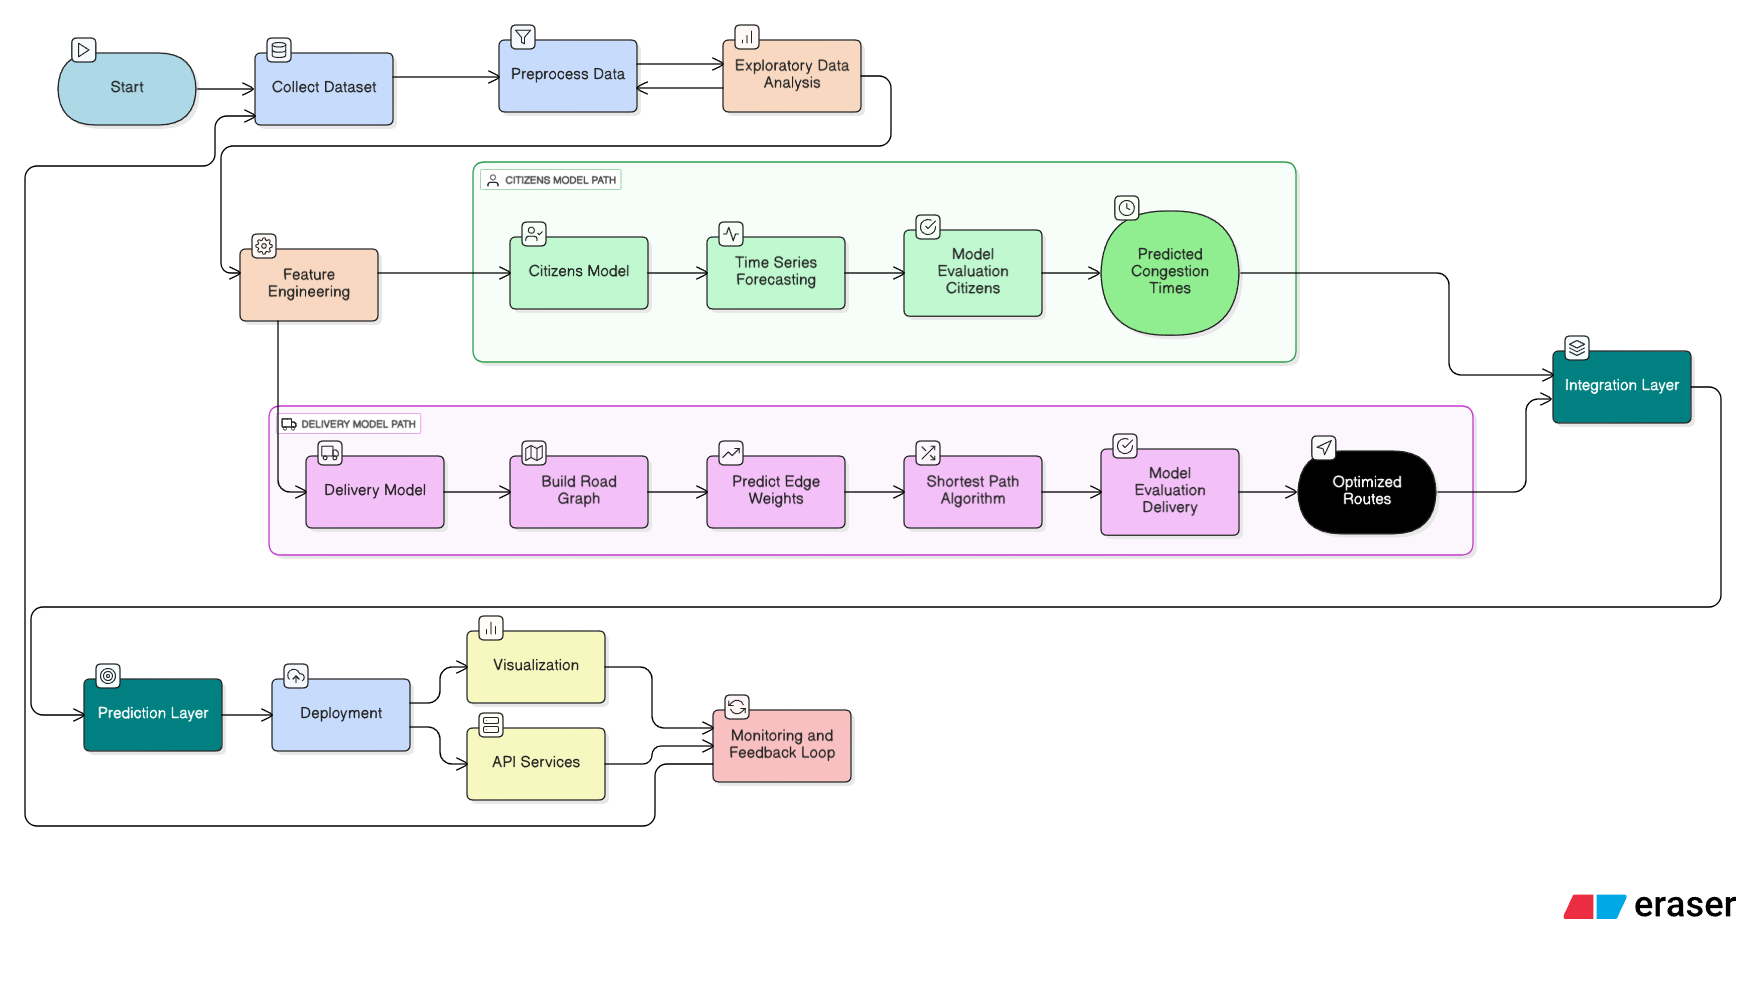 Start
Collect Dataset
Preprocess Data
Exploratory Data
Analysis
CITIZENS MODEL PATH
Feature
Engineering
Citizens Model
Time Series
Forecasting
Model
Evaluation
Citizens
Predicted
Congestion
Times
Integration Layer
DELIVERY MODEL PATH
Delivery Model
Build Road
Graph
Predict Edge
Weights
Shortest Path
Algorithm
Model
Evaluation
Delivery
Optimized
Routes
Prediction Layer
Deployment
Visualization
API Services
Monitoring and
Feedback Loop
eraser